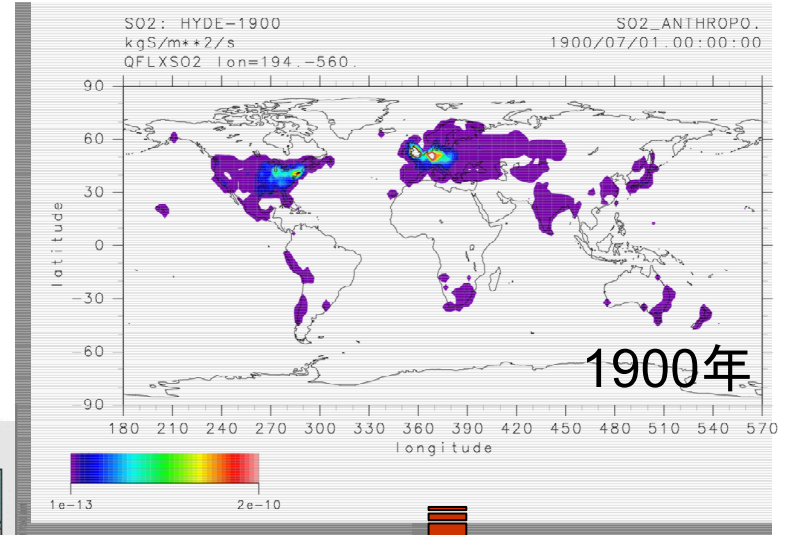 SO2: HYDE-1900
SO2_ANTHROPO.
kgS/m**2/s
1900/07/01.00:00:00
QFLXSO2 lon=194.-560.
90
60
30
0
-30
-60
-90
latitude
1900年
180 210 240 270 300 330 360 390 420 450 480 510 540 570
longitude
1e-13 2e-10